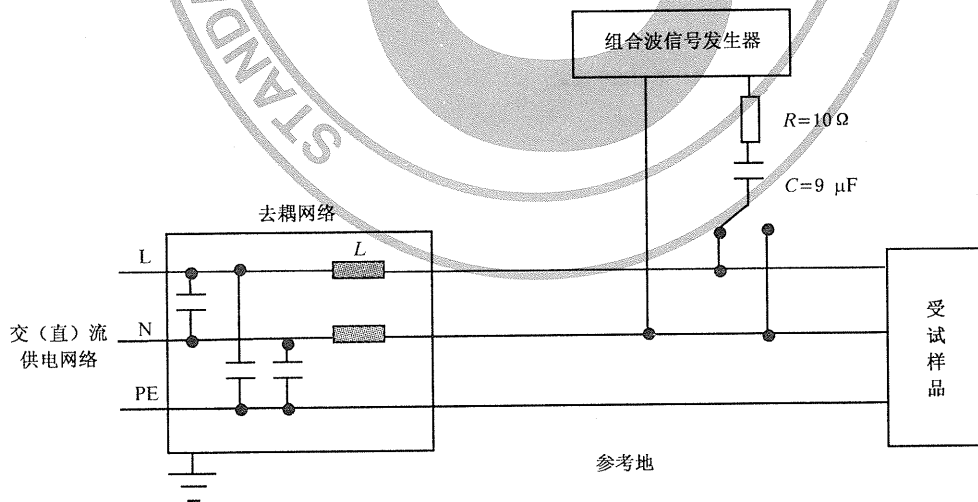 STANDA
组合波信号发生器
R=10 Ω
C=9 μF
去耦网络
L
L
交（直）流
供电网络
N
PE
受试样品
参考地